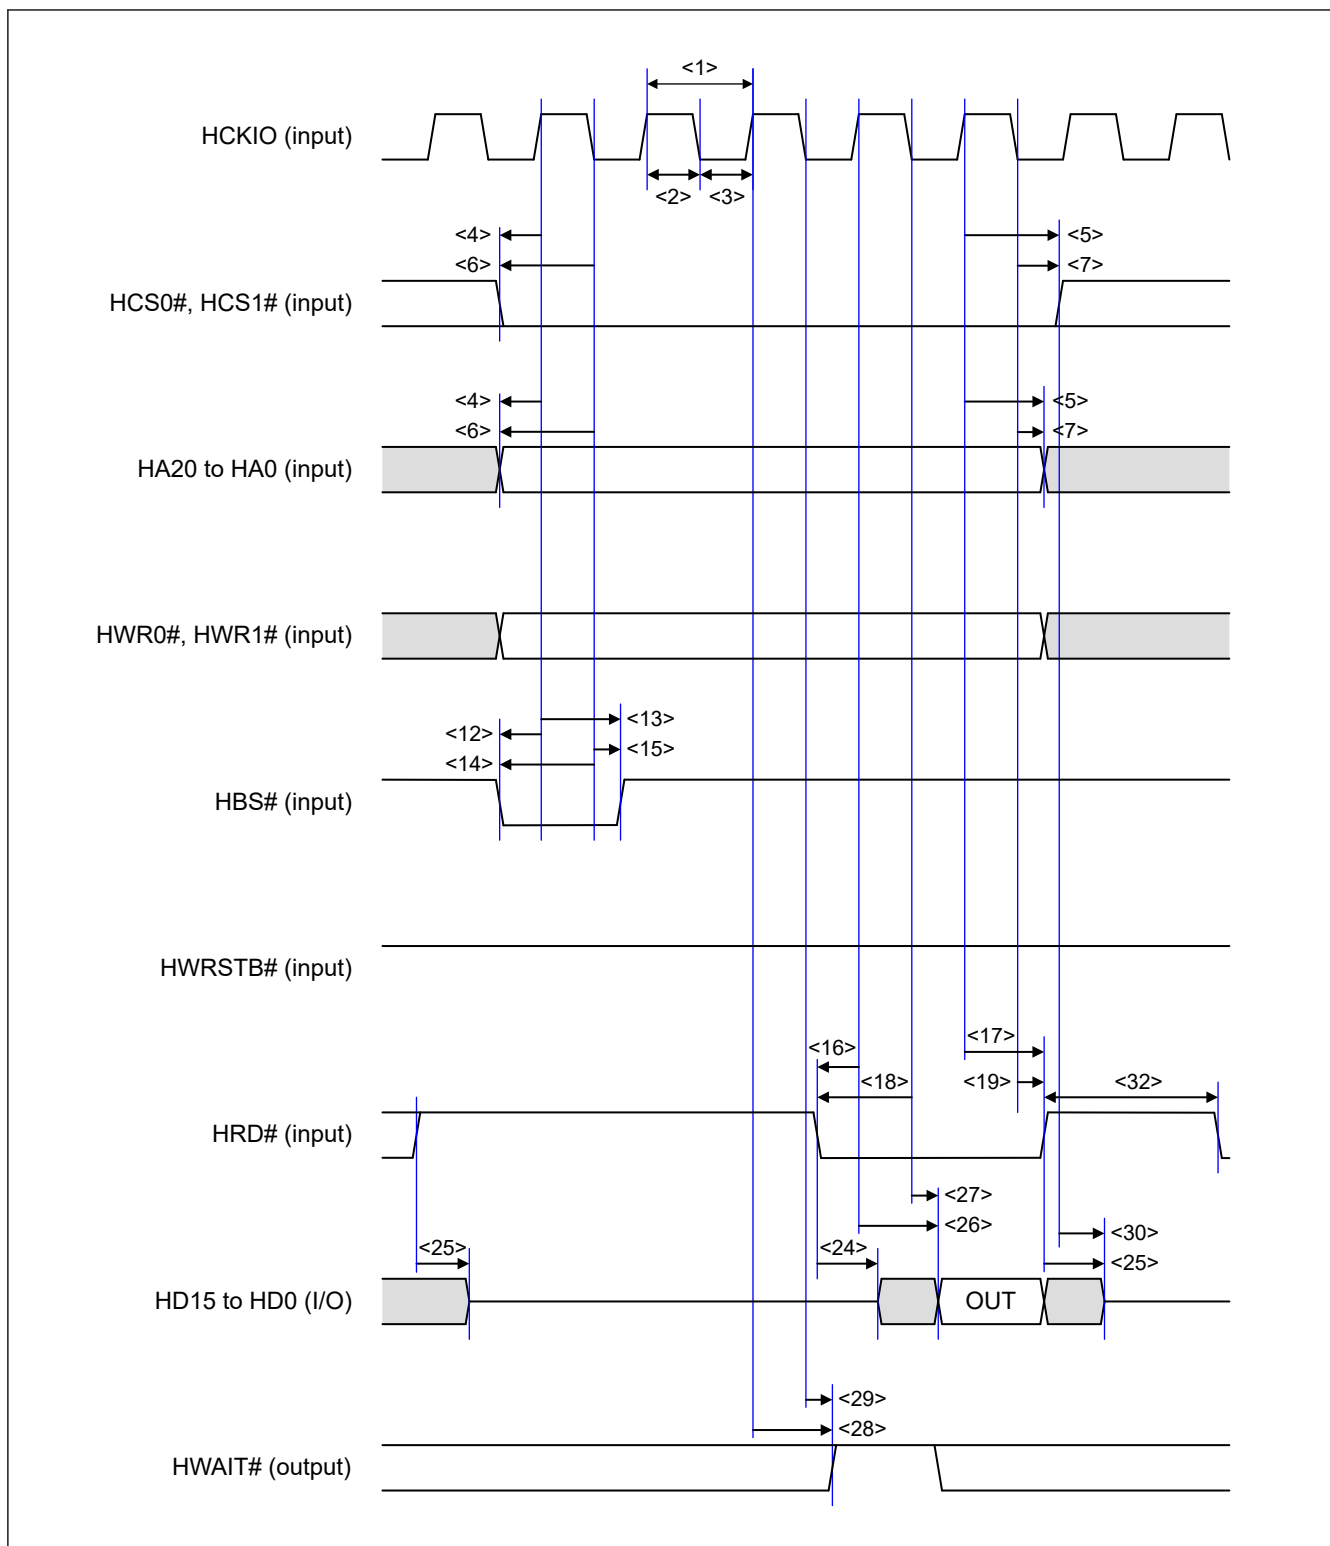 <1>
HCKIO (input)
<2> <3>
<4> <5>
<6> <7>
HCS0#, HCS1# (input)
<4> <5>
<6> <7>
HA20 to HA0 (input)
HWR0#, HWR1# (input)
<13>
<12>
<15>
<14>
HBS# (input)
HWRSTB# (input)
<17>
<16>
<18> <19> <32>
HRD# (input)
<27>
<26>
<30>
<25> <24> <25>
HD15 to HD0 (I/O) OUT
<29>
<28>
HWAIT# (output)